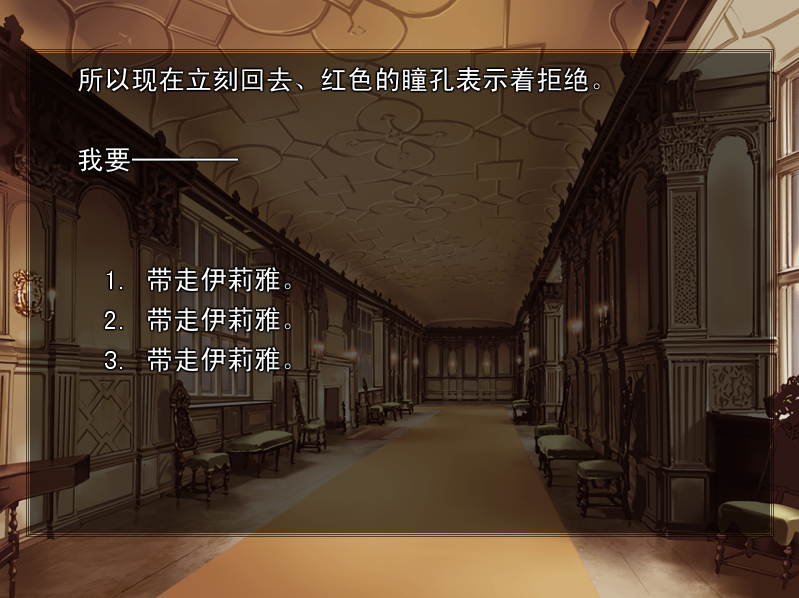 所以现在立刻回去、红色的瞳孔表示着拒绝。
我要————
1. 带走伊莉雅。
2. 带走伊莉雅。
3. 带走伊莉雅。